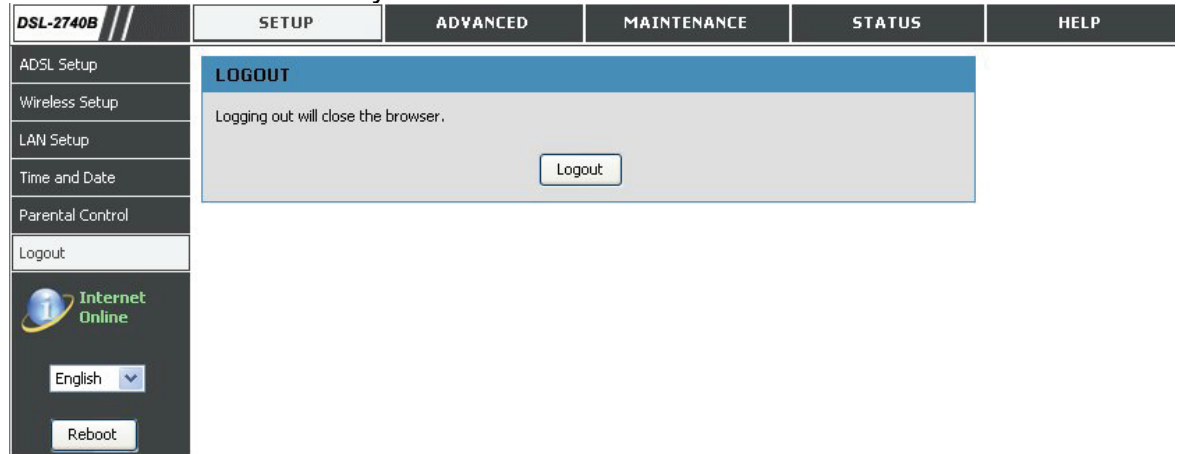 DSL-2740B SETUP ADVANCED MAINTENANCE STATUS HELP
ADSL Setup
Wireless Setup
LAN Setup
Time and Date
Parental Control
Logout
Internet
Online
English
Reboot
LOGOUT
Logging out will close the browser.
Logout